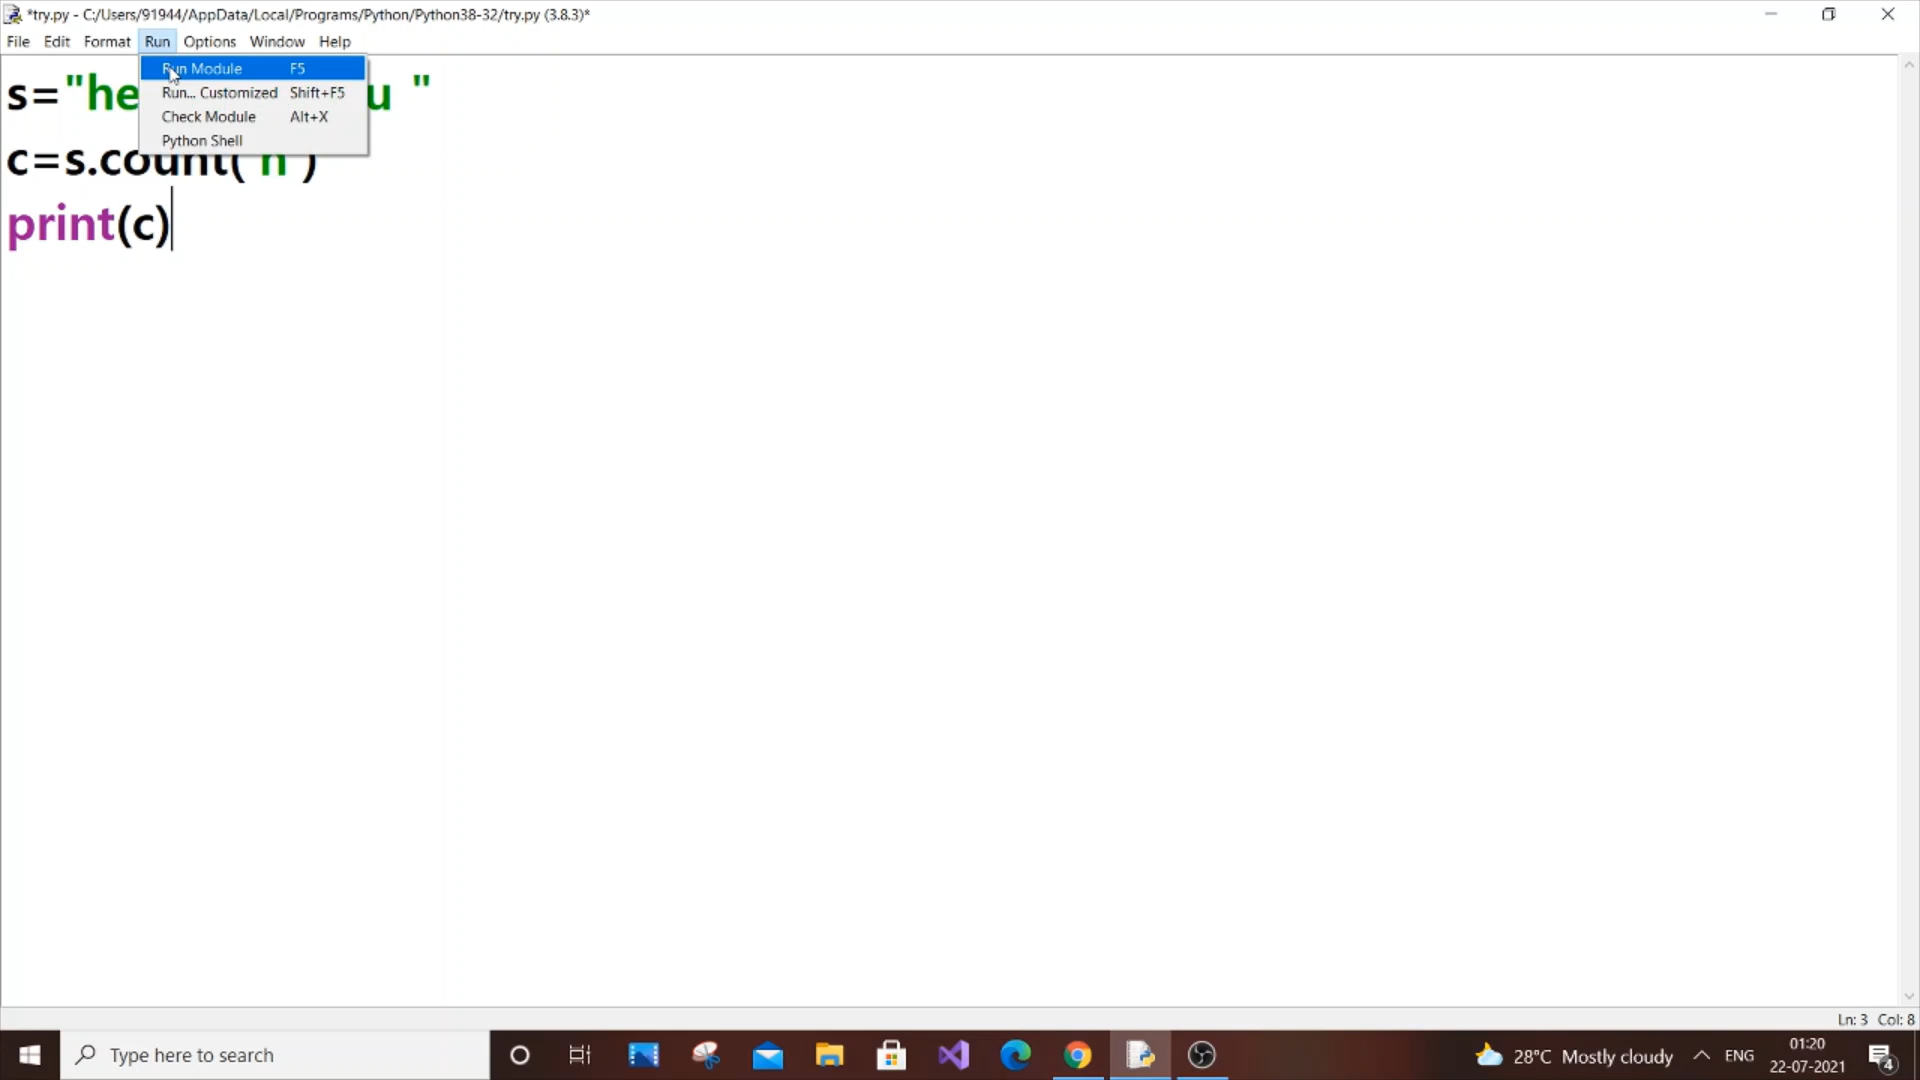 *try.py - C:/Users/91944/AppData/Local/Programs/Python/Python38-32/try.py (3.8.3)*
File Edit Format Run Options Window Help
Run Module F5
Run... Customized Shift+F5
Check Module Alt+X
Python Shell
s="he u "
c=s.count( )
print(c)
Ln: 3 Col: 8
Type here to search
28°C Mostly cloudy
ENG
01:20
22-07-2021
4